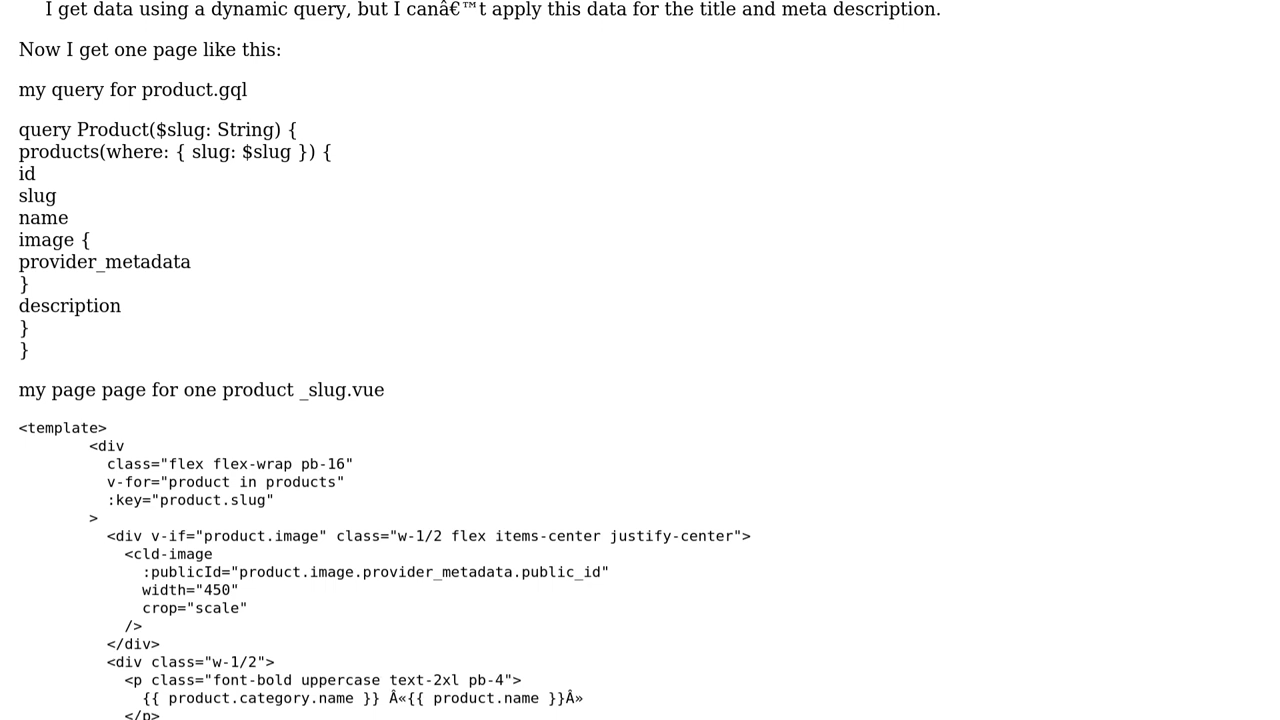 I get data using a dynamic query, but I canâ€™t apply this data for the title and meta description.
Now I get one page like this:
my query for product.gql
query Product($slug: String) {
products(where: { slug: $slug }) {
id
slug
name
image {
provider_metadata
}
description
}
}
my page page for one product _slug.vue
<template>
        <div
          class="flex flex-wrap pb-16"
          v-for="product in products"
          :key="product.slug"
        >
          <div v-if="product.image" class="w-1/2 flex items-center justify-center">
            <cld-image
              :publicId="product.image.provider_metadata.public_id"
              width="450"
              crop="scale"
            />
          </div>
          <div class="w-1/2">
            <p class="font-bold uppercase text-2xl pb-4">
              {{ product.category.name }} Â«{{ product.name }}Â»
            </p>